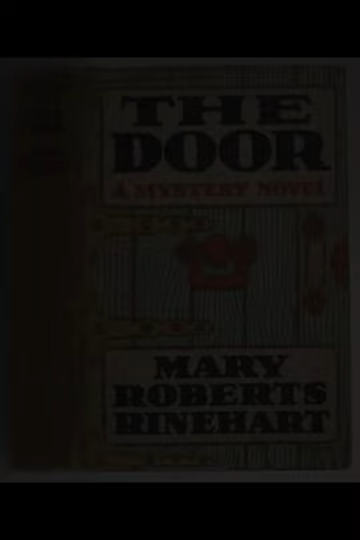 THE
DOOR
A MYSTERY NOVEL
MARY
ROBERTS
RINEHART